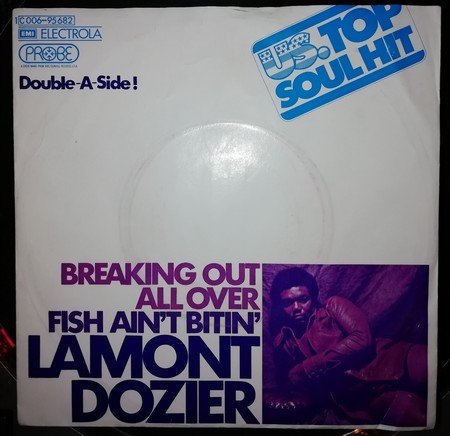 1C 006-95 682
EMI ELECTROLA
PROBE
Double-A-Side!
U.S. TOP
SOUL HIT
BREAKING OUT
ALL OVER
FISH AIN'T BITIN'
LAMONT
DOZIER